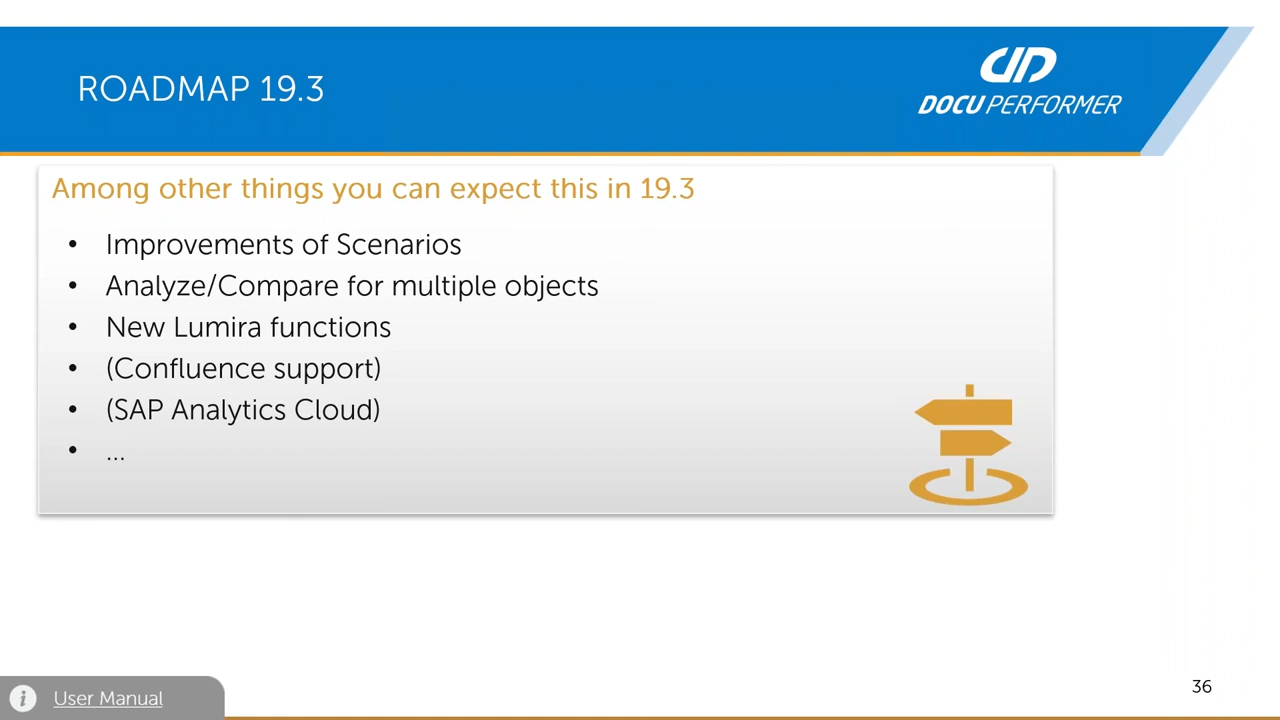 ROADMAP 19.3
DOCU PERFORMER
Among other things you can expect this in 19.3
• Improvements of Scenarios
• Analyze/Compare for multiple objects
• New Lumira functions
• (Confluence support)
• (SAP Analytics Cloud)
• ...
i User Manual
36